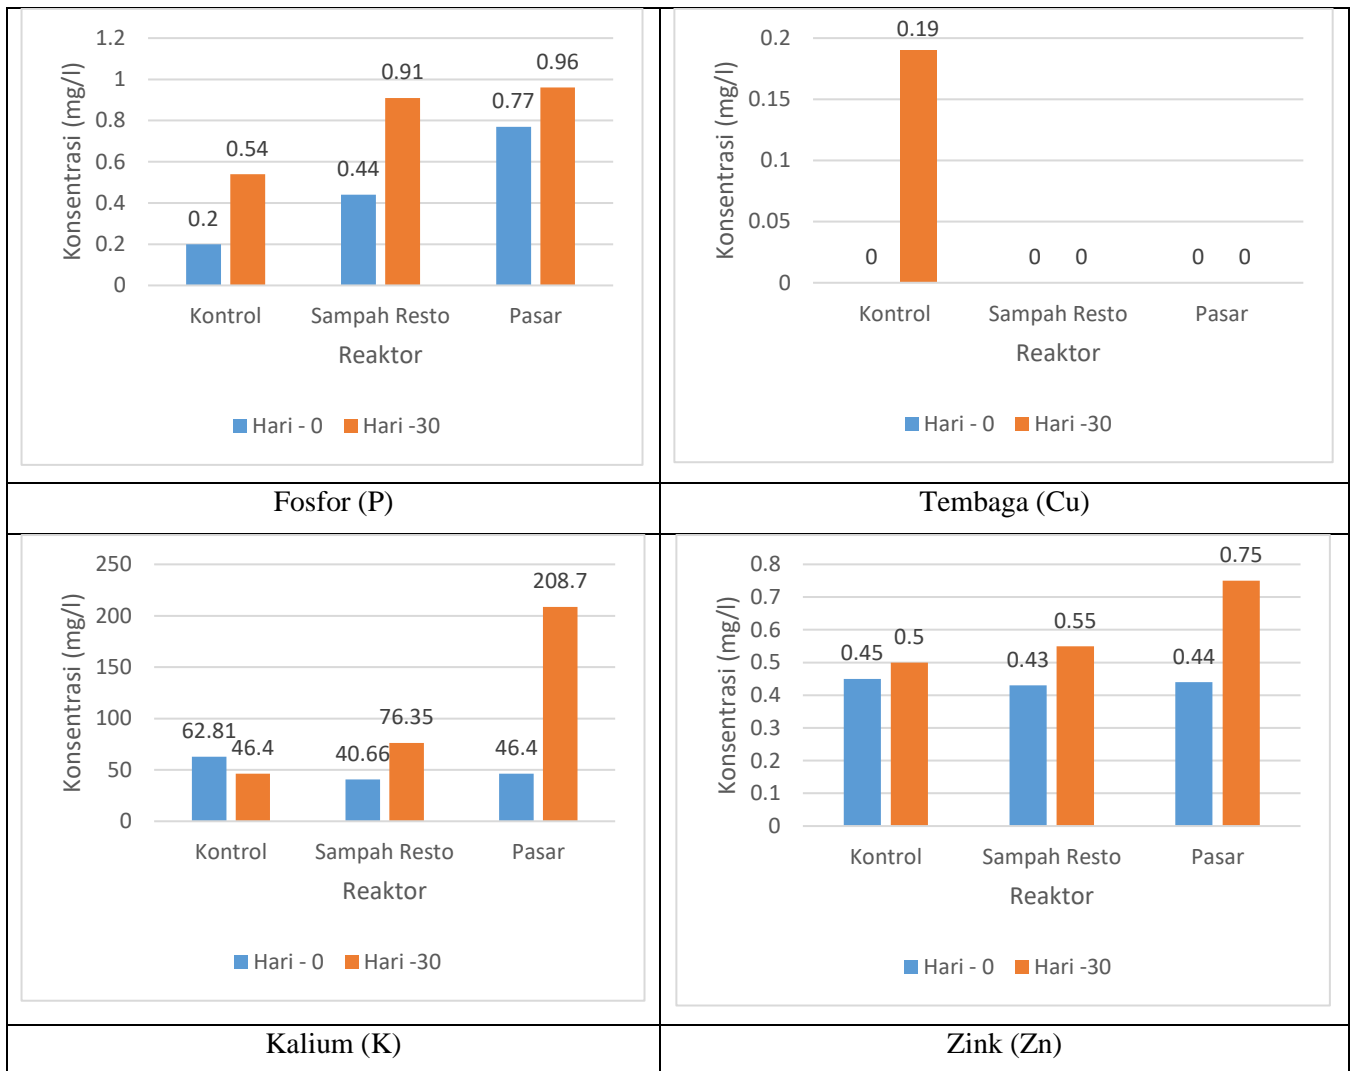 Konsentrasi (mg/l)
1.2
1
0.8
0.6
0.4
0.2
0
0.2
0.54
0.44
0.91
0.77
0.96
Kontrol Sampah Resto Pasar
Reaktor
Hari - 0 Hari -30
Fosfor (P)
Konsentrasi (mg/l)
0.2
0.15
0.1
0.05
0
0
0.19
0 0
0 0
Kontrol Sampah Resto Pasar
Reaktor
Hari - 0 Hari -30
Tembaga (Cu)
Konsentrasi (mg/l)
250
200
150
100
50
0
62.81
46.4
40.66
76.35
46.4
208.7
Kontrol Sampah Resto Pasar
Reaktor
Hari - 0 Hari -30
Kalium (K)
Konsentrasi (mg/l)
0.8
0.7
0.6
0.5
0.4
0.3
0.2
0.1
0
0.45
0.5
0.43
0.55
0.44
0.75
Kontrol Sampah Resto Pasar
Reaktor
Hari - 0 Hari -30
Zink (Zn)